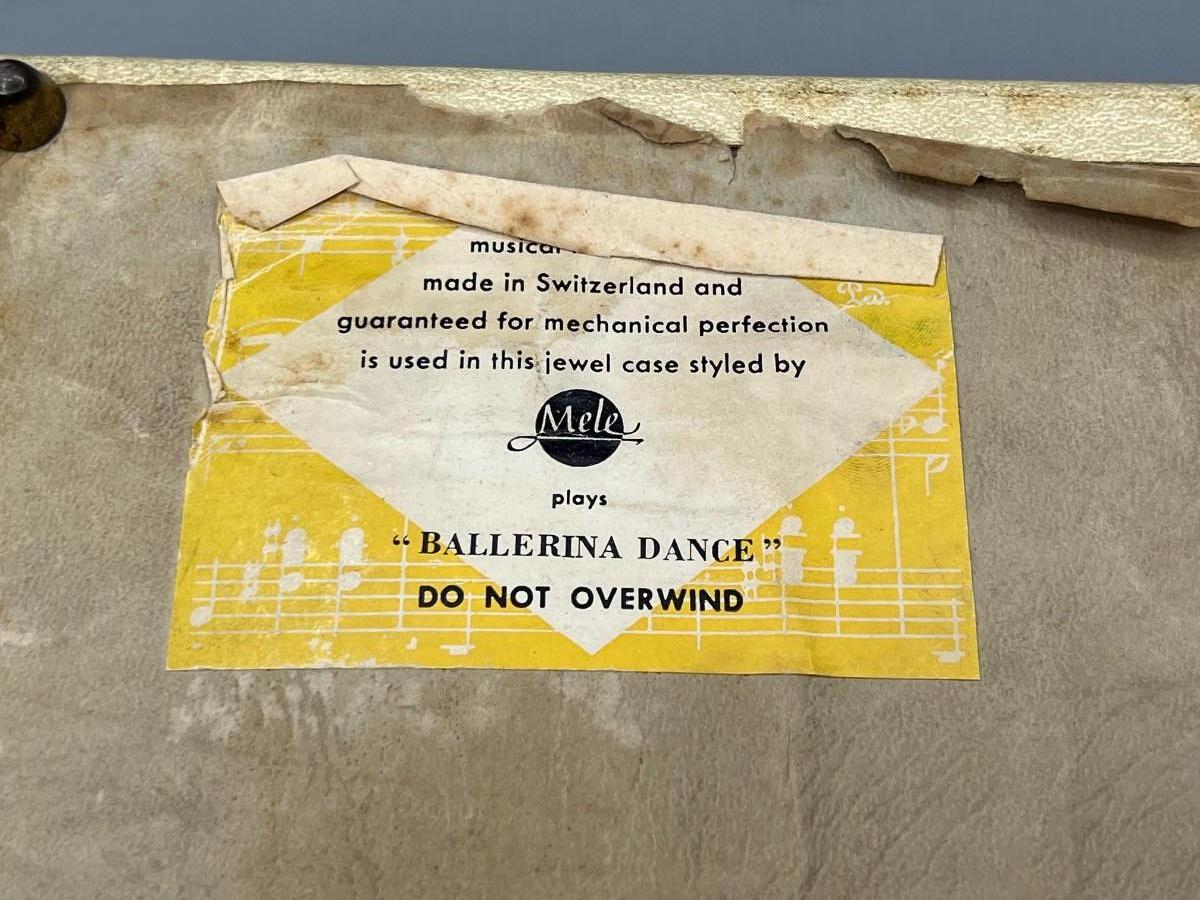 musical
made in Switzerland and
guaranteed for mechanical perfection
is used in this jewel case styled by
Mele
plays
“BALLERINA DANCE”
DO NOT OVERWIND